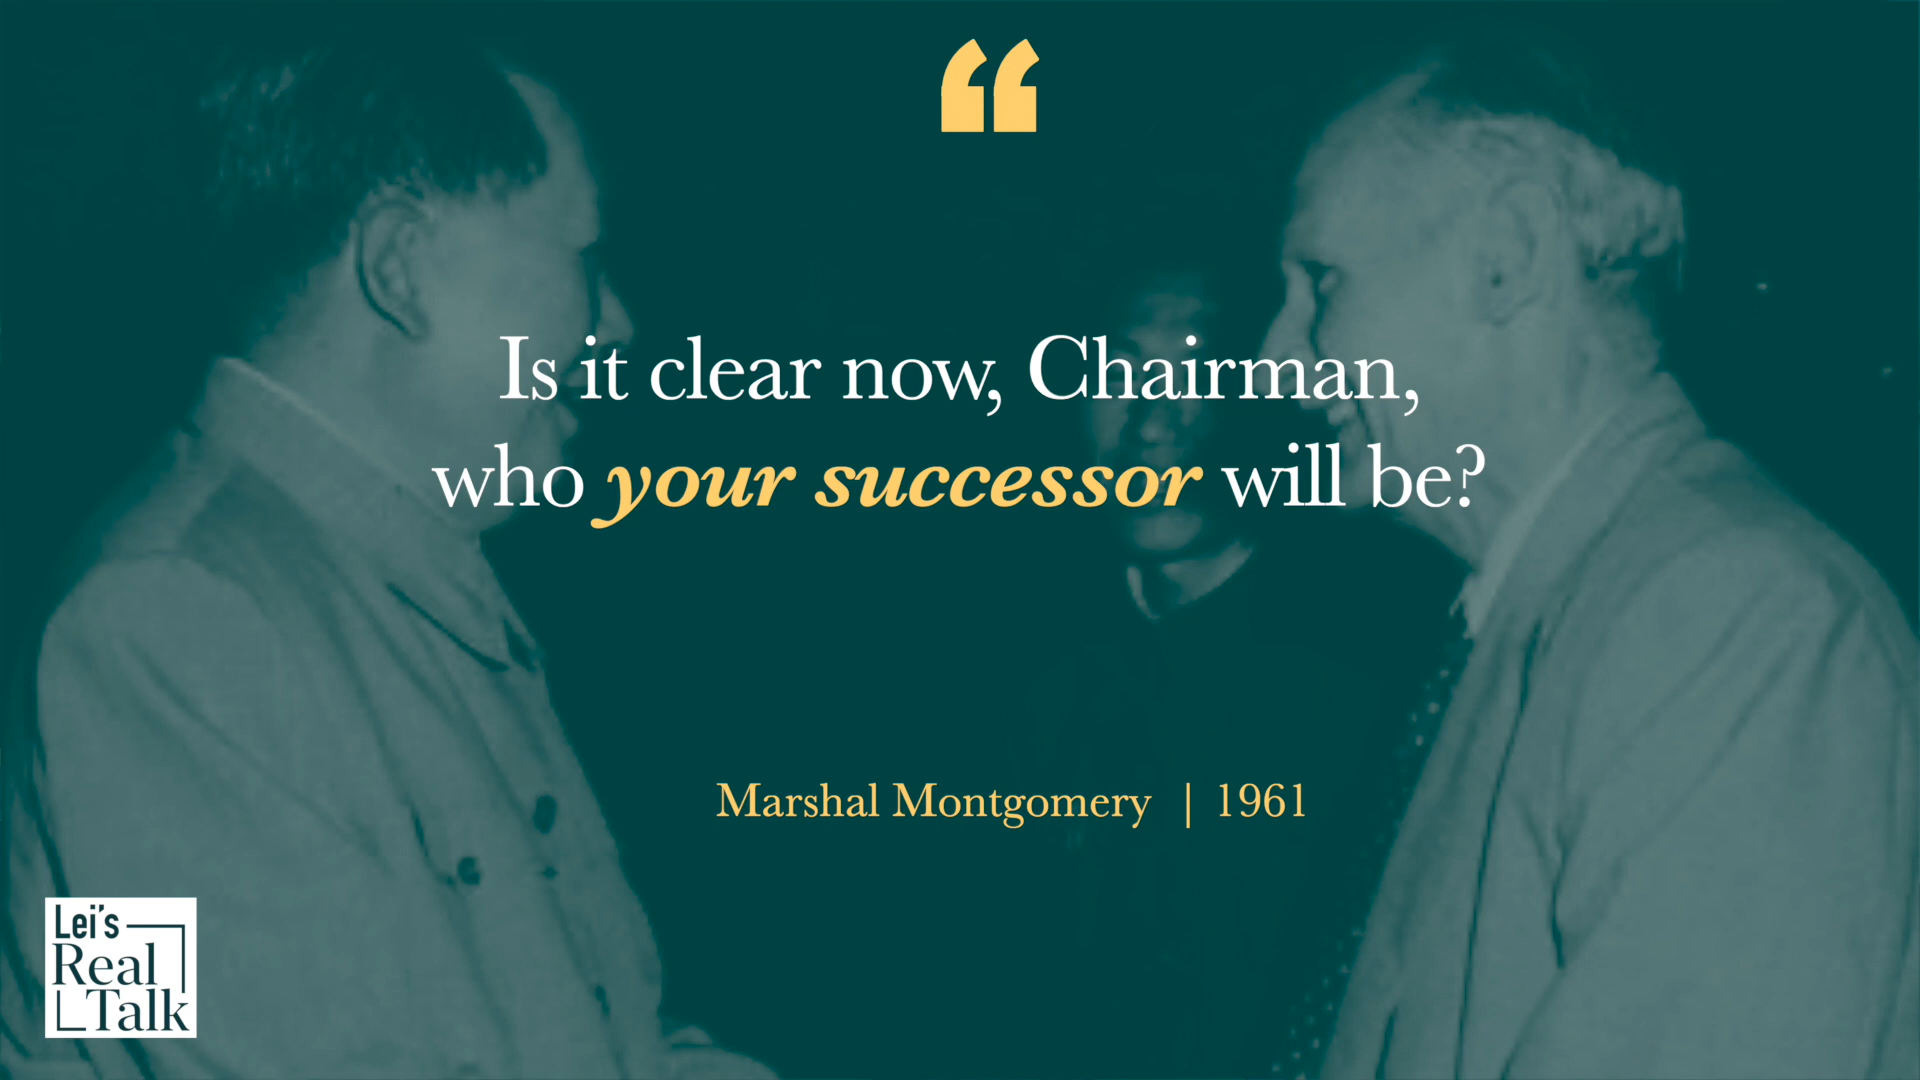 “
Is it clear now, Chairman,
who your successor will be?
Marshal Montgomery | 1961
Lei's
Real
Talk